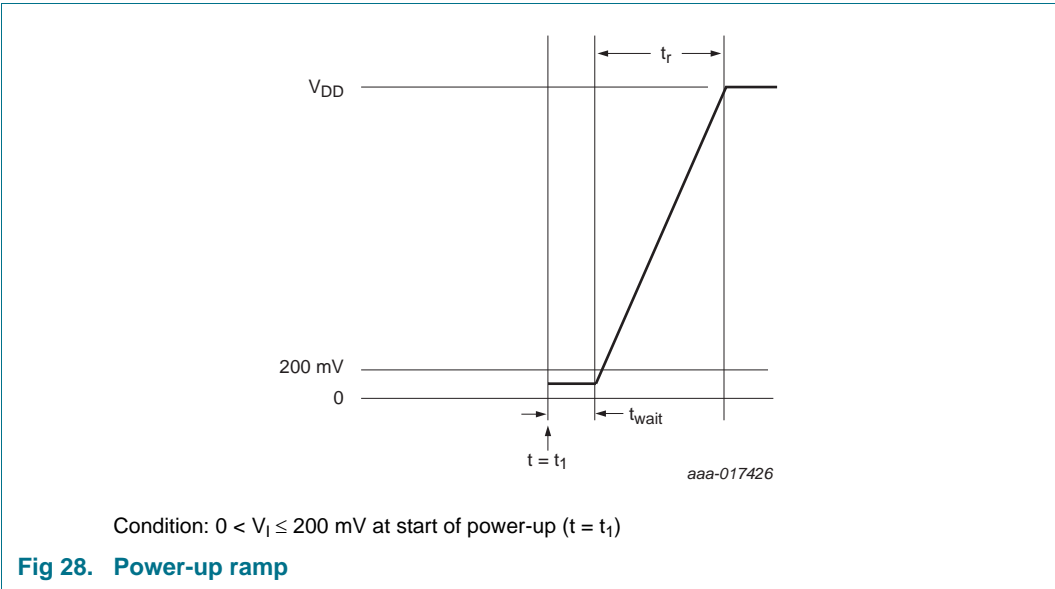 t_r
V_DD
200 mV
0
t_wait
t = t_1
aaa-017426
Condition: 0 < V_I ≤ 200 mV at start of power-up (t = t_1)
Fig 28. Power-up ramp